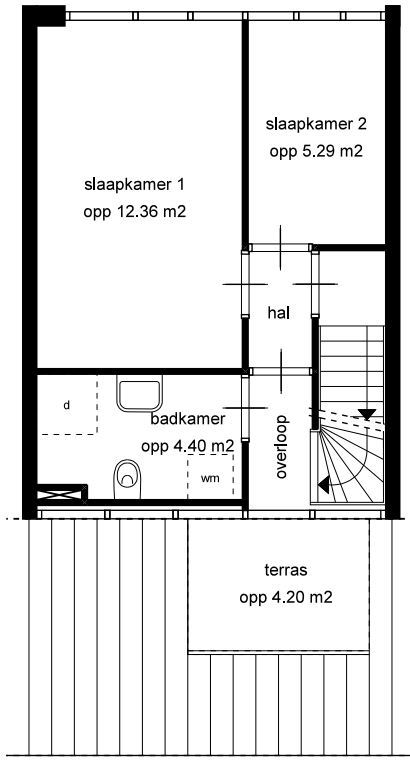 slaapkamer 2
opp 5.29 m2
slaapkamer 1
opp 12.36 m2
hal
d
badkamer
opp 4.40 m2
overloop
wm
terras
opp 4.20 m2